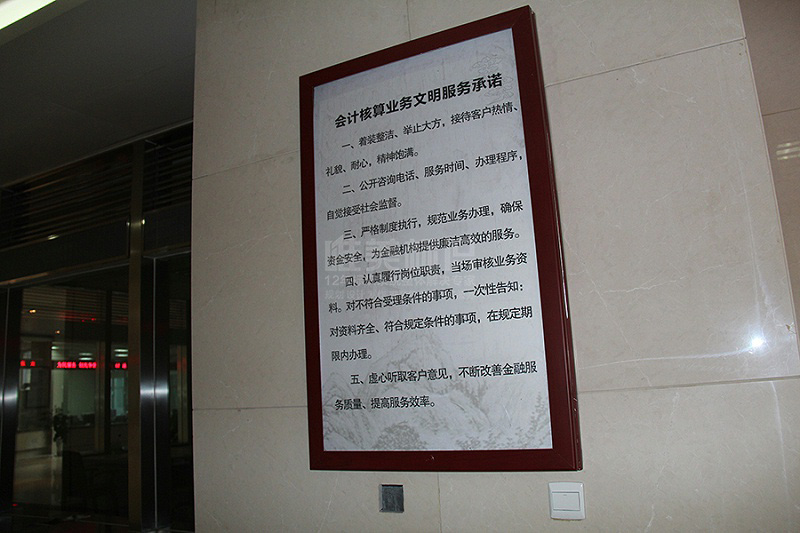 会计核算业务文明服务承诺
一、着装整洁、举止大方，接待客户热情、
礼貌、耐心，精神饱满。
二、公开咨询电话、服务时间、办理程序，
自觉接受社会监督。
三、严格制度执行，规范业务办理，确保
资金安全，为金融机构提供廉洁高效的服务。
四、认真履行岗位职责，当场审核业务资
料。对不符合受理条件的事项，一次性告知；
对资料齐全、符合规定条件的事项，在规定期
限内办理。
五、虚心听取客户意见，不断改善金融服
务质量、提高服务效率。